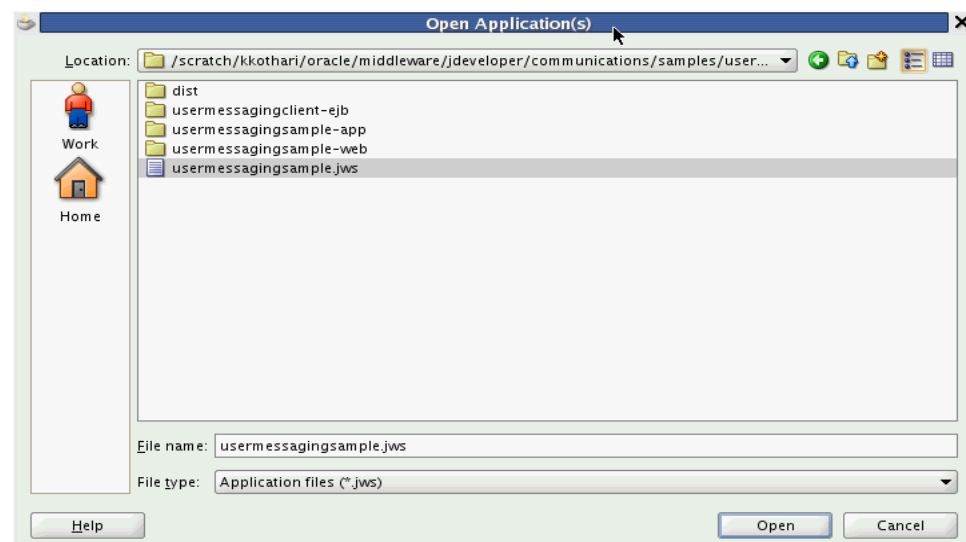 Open Application(s)
Location: /scratch/kkothari/oracle/middleware/jdeveloper/communications/samples/user...
Work
Home
dist
usermessagingclient-ejb
usermessagingsample-app
usermessagingsample-web
usermessagingsample.jws
File name: usermessagingsample.jws
File type: Application files (*.jws)
Help Open Cancel